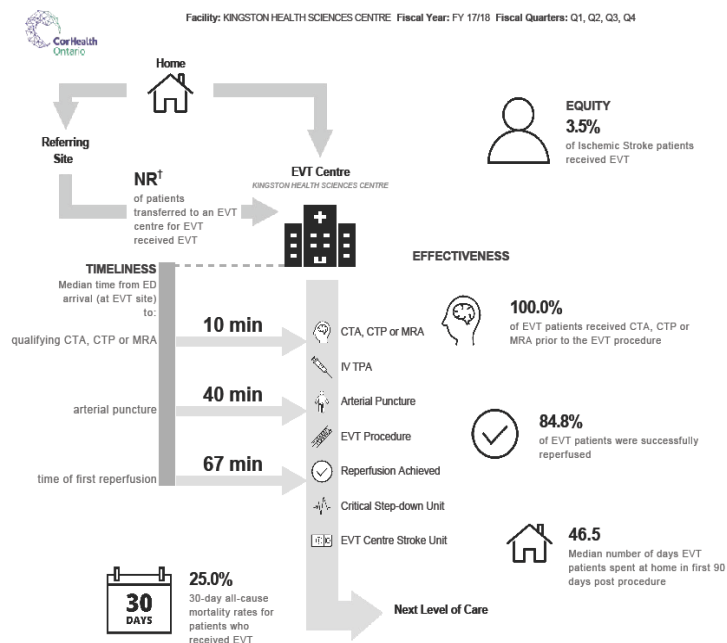 Facility: KINGSTON HEALTH SCIENCES CENTRE Fiscal Year: FY 17/18 Fiscal Quarters: Q1, Q2, Q3, Q4
CorHealth
Ontario
Home
Referring
Site
EQUITY
3.5%
of Ischemic Stroke patients
received EVT
EVT Centre
KINGSTON HEALTH SCIENCES CENTRE
NR†
of patients
transferred to an EVT
centre for EVT
received EVT
TIMELINESS
Median time from ED
arrival (at EVT site)
to:
qualifying CTA, CTP or MRA
10 min
arterial puncture
40 min
time of first reperfusion
67 min
CTA, CTP or MRA
IV TPA
Arterial Puncture
EVT Procedure
Reperfusion Achieved
Critical Step-down Unit
EVT Centre Stroke Unit
Next Level of Care
EFFECTIVENESS
100.0%
of EVT patients received CTA, CTP or
MRA prior to the EVT procedure
84.8%
of EVT patients were successfully
reperfused
46.5
Median number of days EVT
patients spent at home in first 90
days post procedure
30
DAYS
25.0%
30-day all-cause
mortality rates for
patients who
received EVT